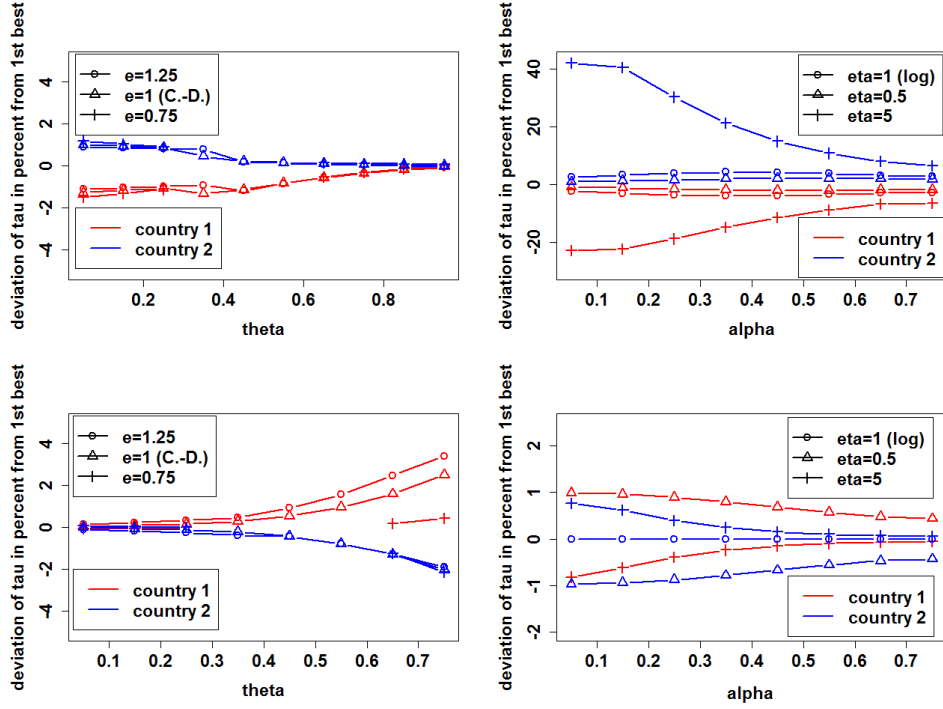 deviation of tau in percent from 1st best
4
2
0
-2
-4
e=1.25
e=1 (C.-D.)
e=0.75
country 1
country 2
0.2
0.4
0.6
0.8
theta
deviation of tau in percent from 1st best
40
20
0
-20
eta=1 (log)
eta=0.5
eta=5
country 1
country 2
0.1
0.2
0.3
0.4
0.5
0.6
0.7
alpha
deviation of tau in percent from 1st best
4
2
0
-2
-4
e=1.25
e=1 (C.-D.)
e=0.75
country 1
country 2
0.1
0.2
0.3
0.4
0.5
0.6
0.7
theta
deviation of tau in percent from 1st best
2
1
0
-1
-2
eta=1 (log)
eta=0.5
eta=5
country 1
country 2
0.1
0.2
0.3
0.4
0.5
0.6
0.7
alpha